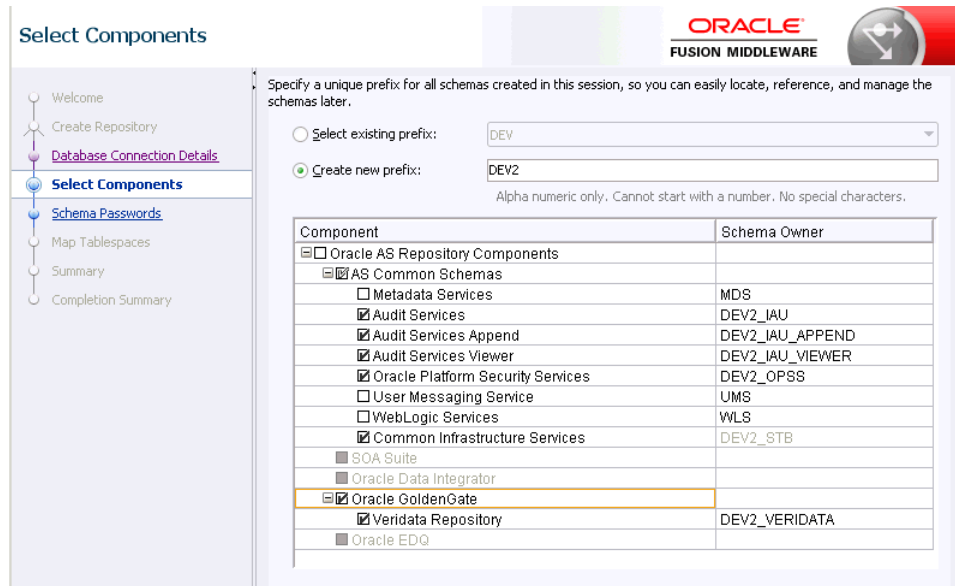 Select Components
ORACLE
FUSION MIDDLEWARE
Welcome
Create Repository
Database Connection Details
Select Components
Schema Passwords
Map Tablespaces
Summary
Completion Summary
Specify a unique prefix for all schemas created in this session, so you can easily locate, reference, and manage the
schemas later.
Select existing prefix: DEV
Create new prefix: DEV2
Alpha numeric only. Cannot start with a number. No special characters.
Component Schema Owner
Oracle AS Repository Components
AS Common Schemas
Metadata Services MDS
Audit Services DEV2_IAU
Audit Services Append DEV2_IAU_APPEND
Audit Services Viewer DEV2_IAU_VIEWER
Oracle Platform Security Services DEV2_OPSS
User Messaging Service UMS
WebLogic Services WLS
Common Infrastructure Services DEV2_STB
SOA Suite
Oracle Data Integrator
Oracle GoldenGate
Veridata Repository DEV2_VERIDATA
Oracle EDQ